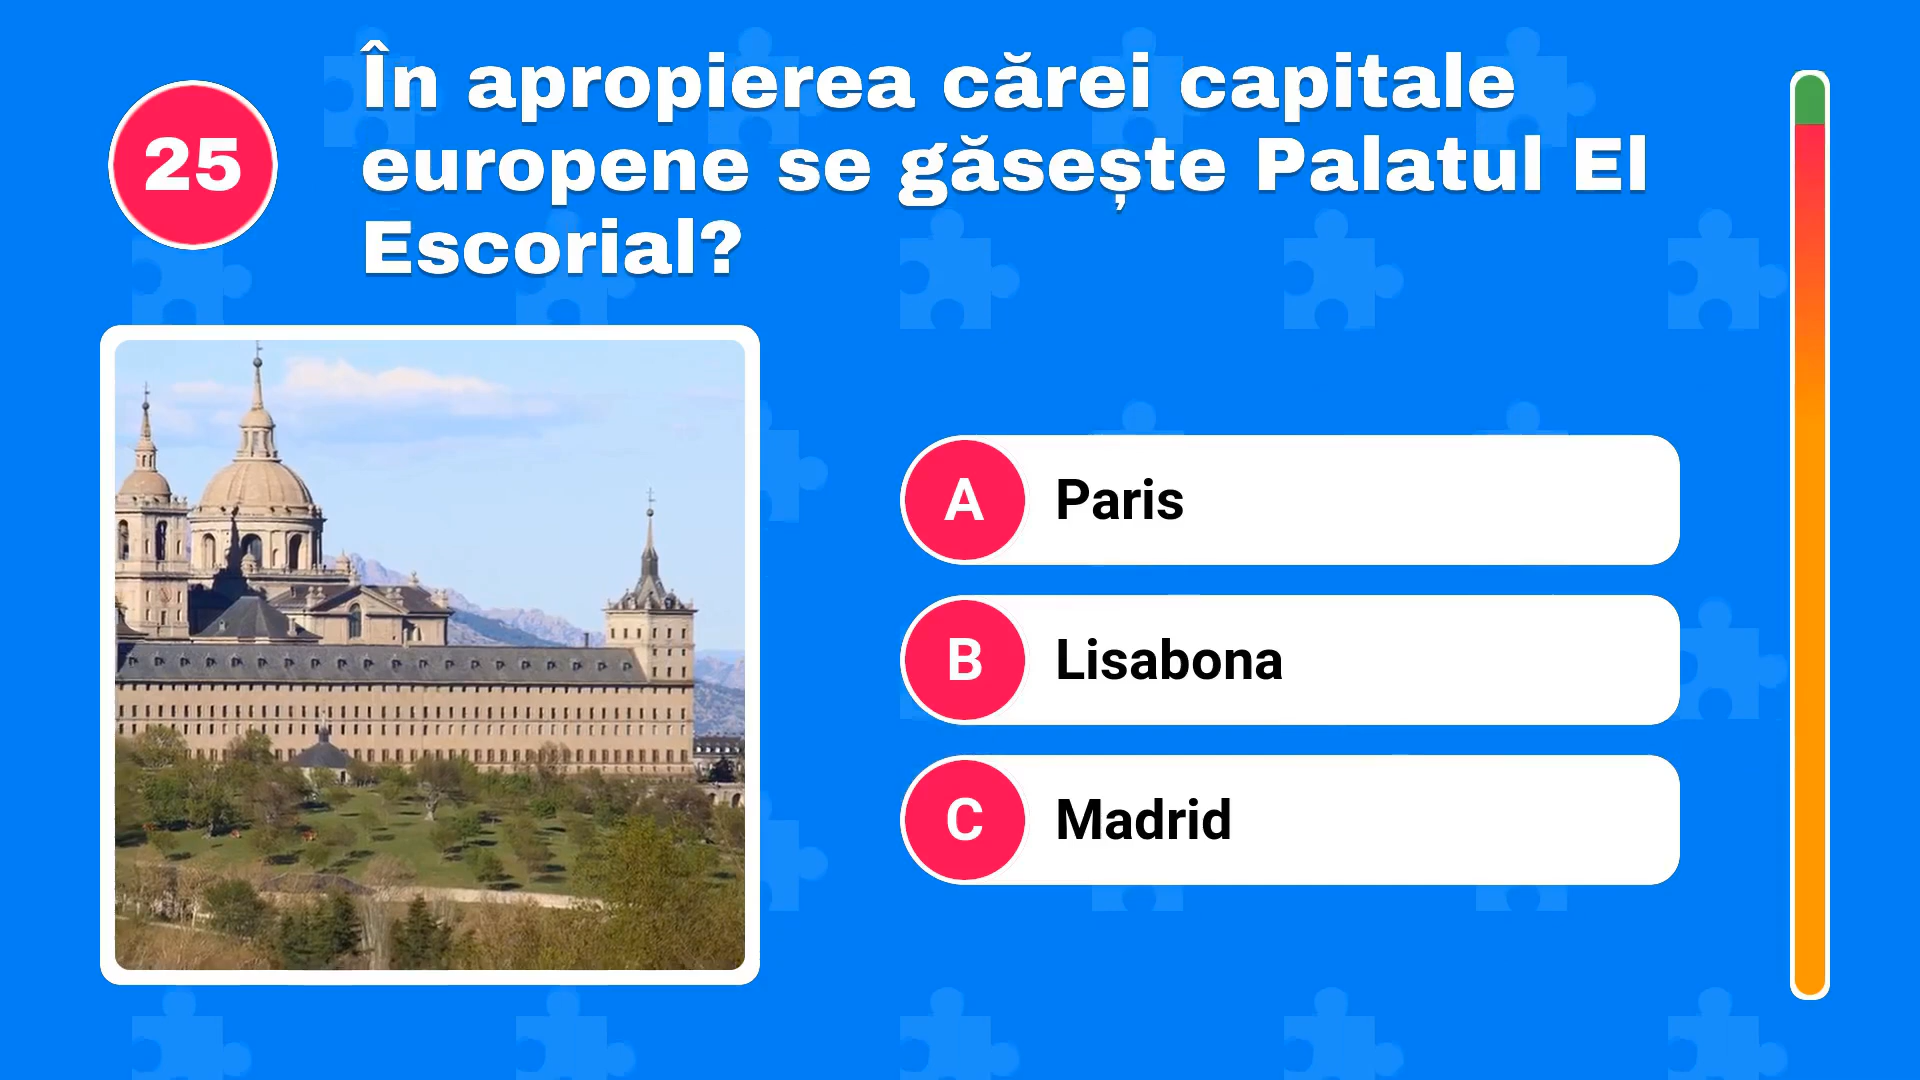 25
În apropierea cărei capitale
europene se găsește Palatul El
Escorial?
A Paris
B Lisabona
C Madrid